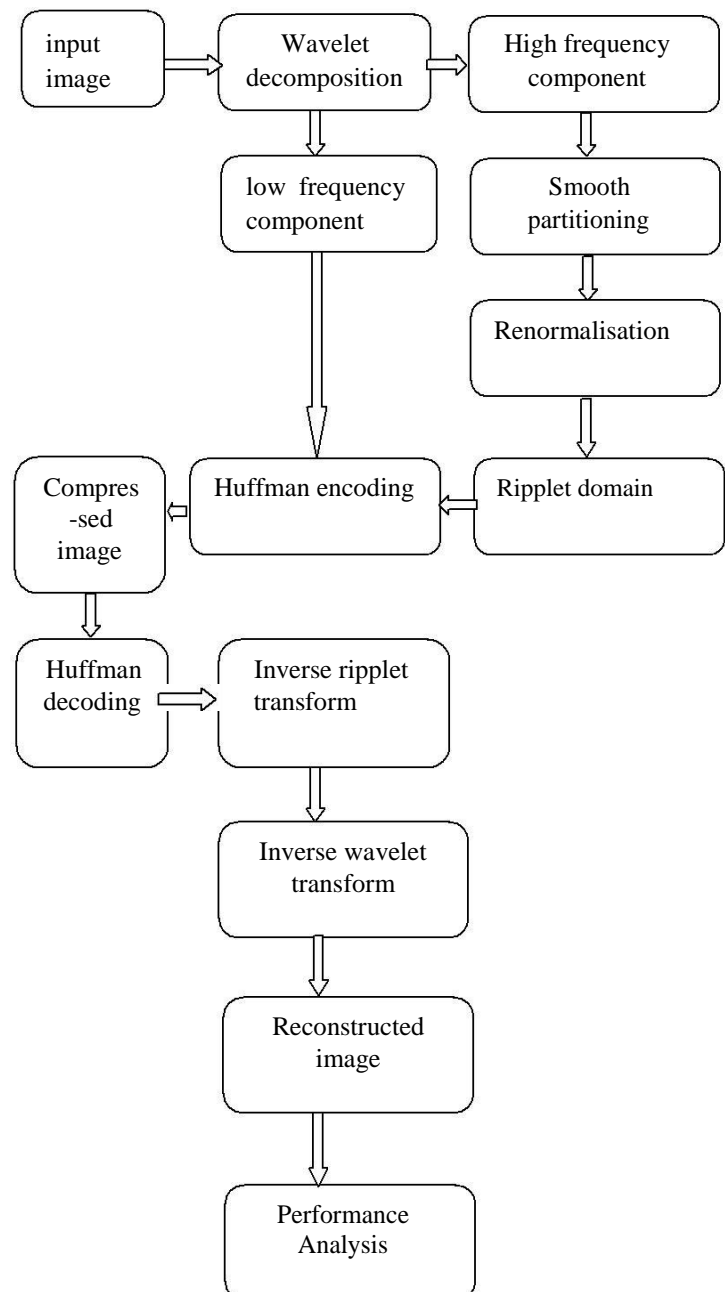 input
image
Wavelet
decomposition
High frequency
component
low frequency
component
Smooth
partitioning
Renormalisation
Compres
-sed
image
Huffman encoding
Ripplet domain
Huffman
decoding
Inverse ripplet
transform
Inverse wavelet
transform
Reconstructed
image
Performance
Analysis